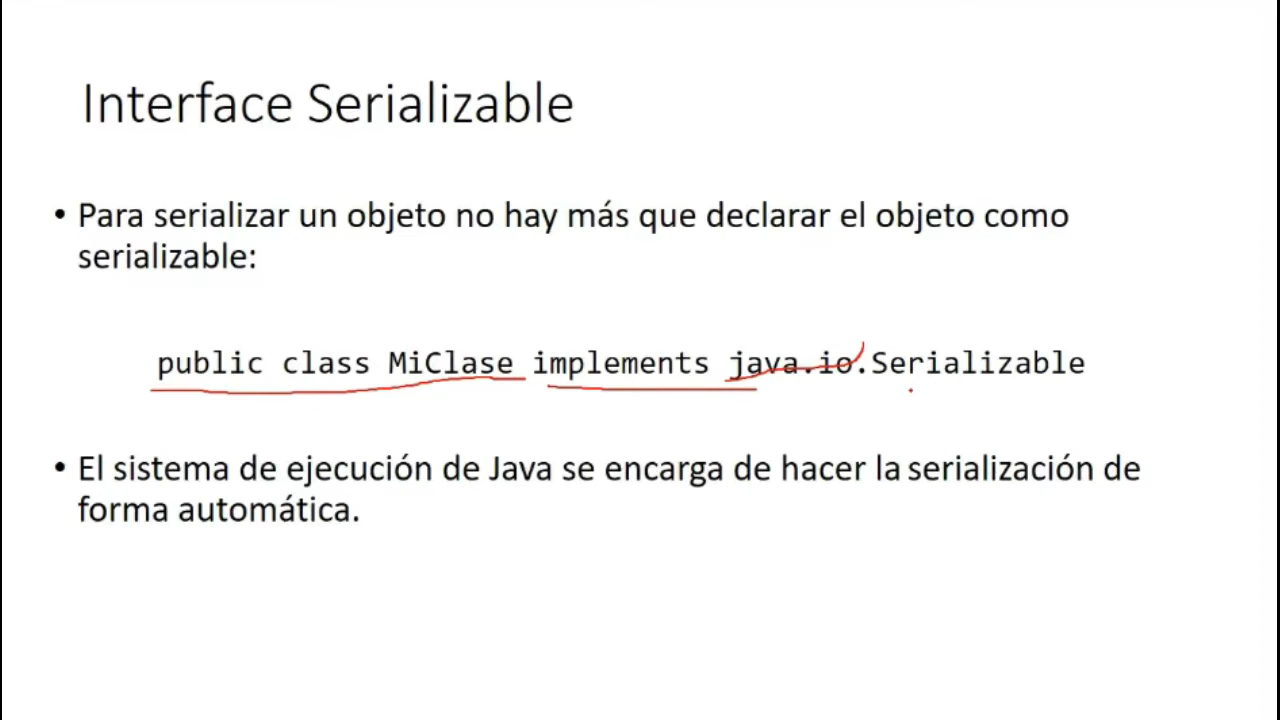 Interface Serializable
• Para serializar un objeto no hay más que declarar el objeto como
serializable:
public class MiClase implements java.io.Serializable
• El sistema de ejecución de Java se encarga de hacer la serialización de
forma automática.